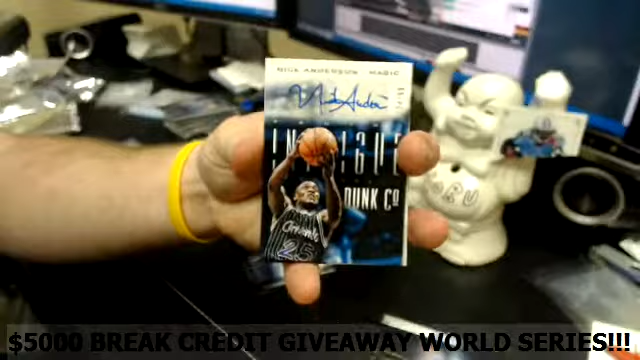 NICK ANDERSON MAGIC
INTRIGUE
DUNK CO
Orlando
25
$5000 BREAK CREDIT GIVEAWAY WORLD SERIES!!!